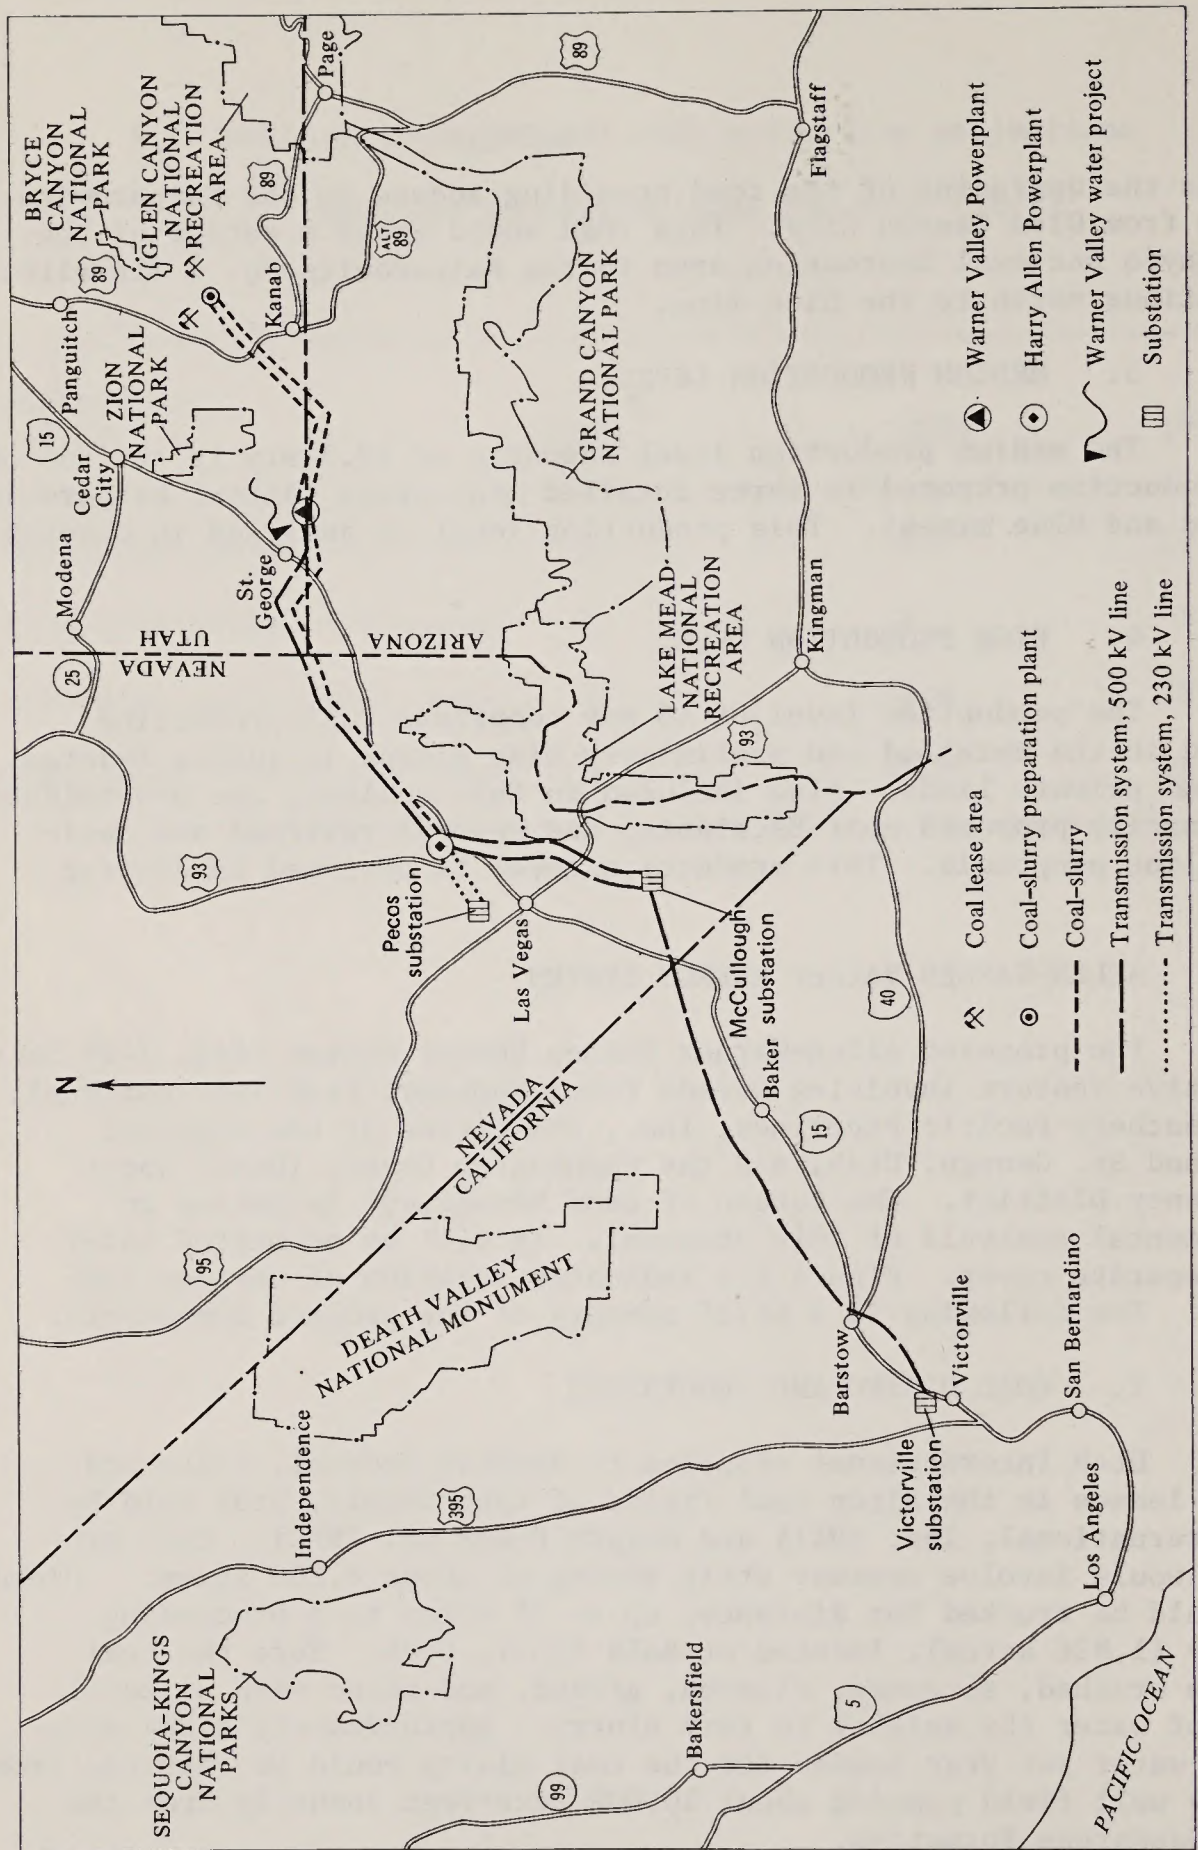 BRYCE
CANYON
NATIONAL
PARK
GLEN CANYON
NATIONAL
RECREATION
AREA
89
Panguitch
89
Page
89
89
ALT
89
Kanab
ZION
NATIONAL
PARK
15
Cedar
City
Modena
25
St.
George
UTAH
NEVADA
ARIZONA
GRAND CANYON
NATIONAL PARK
Flagstaff
LAKE MEAD
NATIONAL
RECREATION
AREA
Kingman
93
93
Pecos
substation
Las Vegas
McCullough
substation
Baker
15
40
N
NEVADA
CALIFORNIA
95
DEATH VALLEY
NATIONAL MONUMENT
Independence
395
Barstow
Victorville
Victorville
substation
San Bernardino
Los Angeles
SEQUOIA-KINGS
CANYON
NATIONAL
PARKS
Bakersfield
99
5
PACIFIC OCEAN
Coal lease area
Coal-slurry preparation plant
Coal-slurry
Transmission system, 500 kV line
Transmission system, 230 kV line
Warner Valley Powerplant
Harry Allen Powerplant
Warner Valley water project
Substation